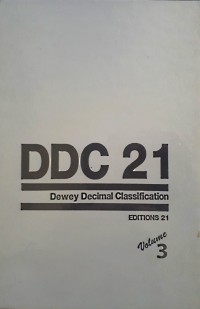 DDC 21
Dewey Decimal Classification
EDITIONS 21
Volume
3